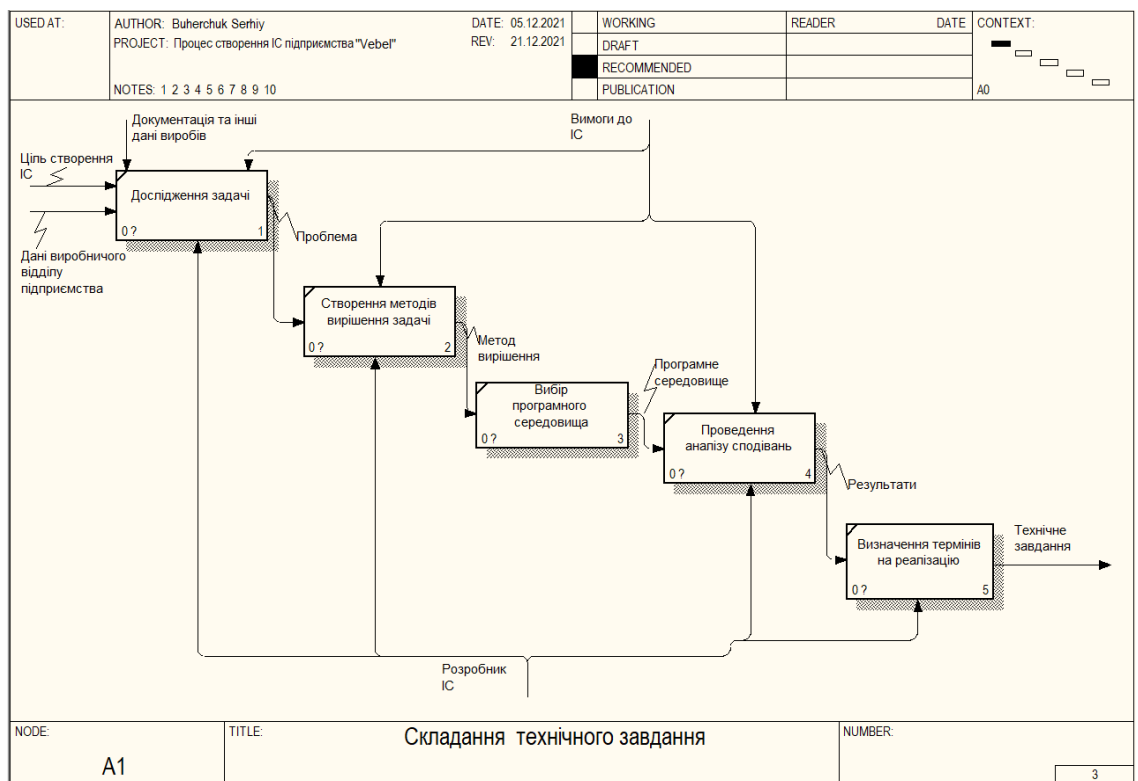 USED AT:
AUTHOR: Buherchuk Serhiy
DATE: 05.12.2021
WORKING
READER
DATE
CONTEXT:
PROJECT: Процес створення ІС підприємства"Vebel"
REV: 21.12.2021
DRAFT
RECOMMENDED
NOTES: 1 2 3 4 5 6 7 8 9 10
PUBLICATION
A0
Документація та інші
дані виробів
Вимоги до
ІС
Ціль створення
ІС
Дослідження задачі
0 ?
1
Проблема
Дані виробничого
відділу
підприємства
Створення методів
вирішення задачі
0 ?
2
Метод
вирішення
Вибір
програмного
середовища
0 ?
3
Програмне
середовище
Проведення
аналізу сподівань
0 ?
4
Результати
Визначення термінів
на реалізацію
0 ?
5
Технічне
завдання
Розробник
ІС
NODE:
A1
TITLE:
Складання технічного завдання
NUMBER:
3